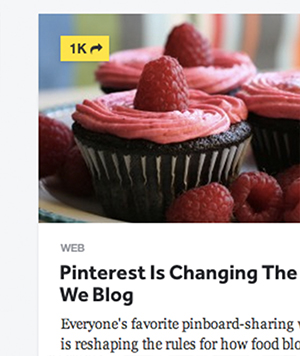 1K
WEB
Pinterest Is Changing The
We Blog
Everyone's favorite pinboard-sharing
is reshaping the rules for how food